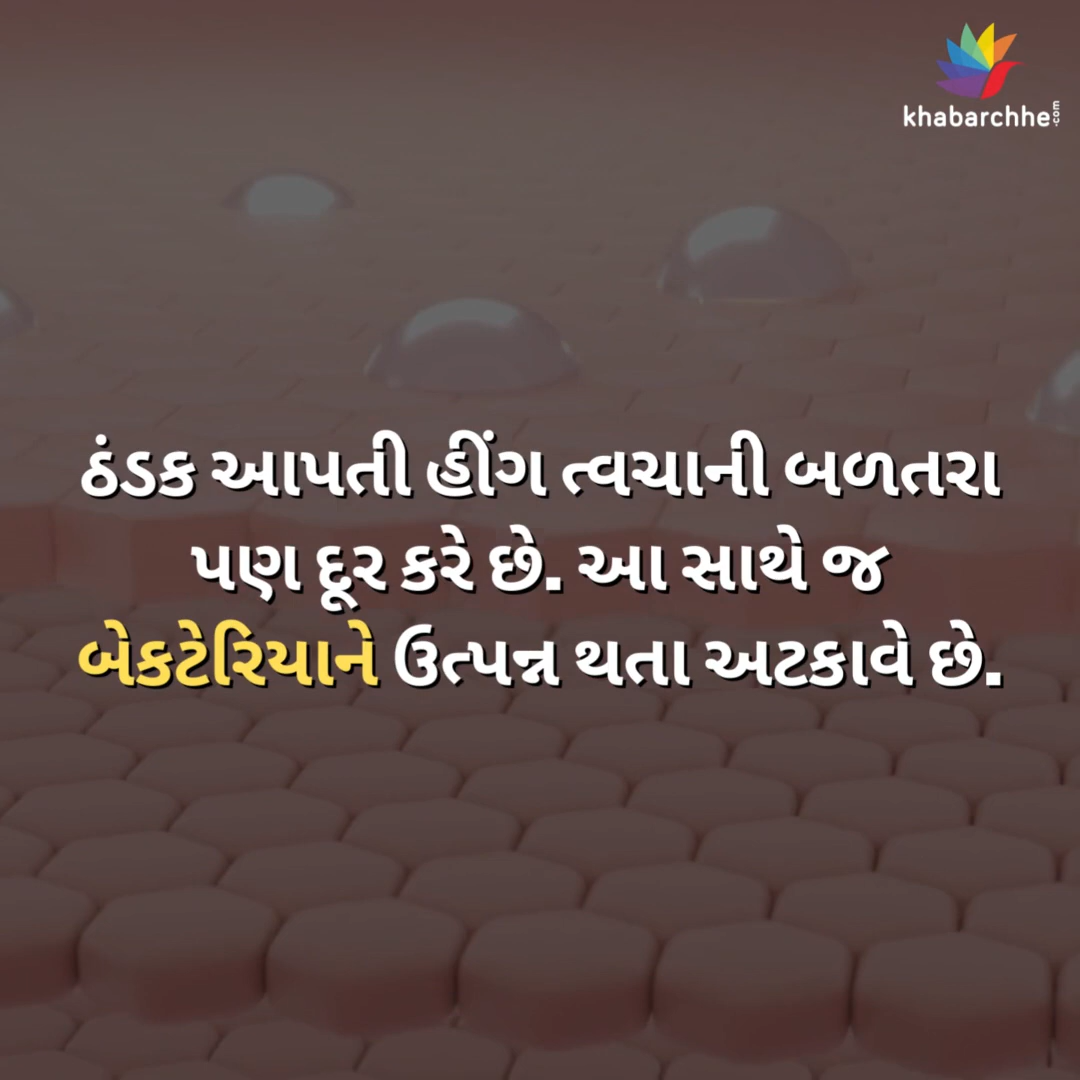 khabarchhe.com
ઠંડક આપતી હીંગ ત્વચાની બળતરા
પણ દૂર કરે છે. આ સાથે જ
બેકટેરિયાને ઉત્પન્ન થતા અટકાવે છે.